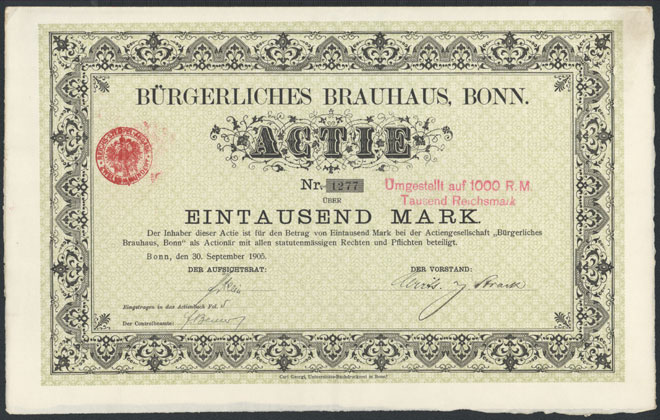 BÜRGERLICHES BRAUHAUS, BONN.
ACTIE
Nr. 1277
Umgestellt auf 1000 R.M.
Tausend Reichsmark
ÜBER
EINTAUSEND MARK.
Der Inhaber dieser Actie ist für den Betrag von Eintausend Mark bei der Actiengesellschaft „Bürgerliches
Brauhaus, Bonn“ als Actionär mit allen statutenmässigen Rechten und Pflichten beteiligt.
Bonn, den 30. September 1905.
DER AUFSICHTSRAT:
DER VORSTAND:
Eingetragen in das Actienbuch Fol. 5
Der Controlbeamte:
Carl Georgi, Universitäts-Buchdruckerei in Bonn